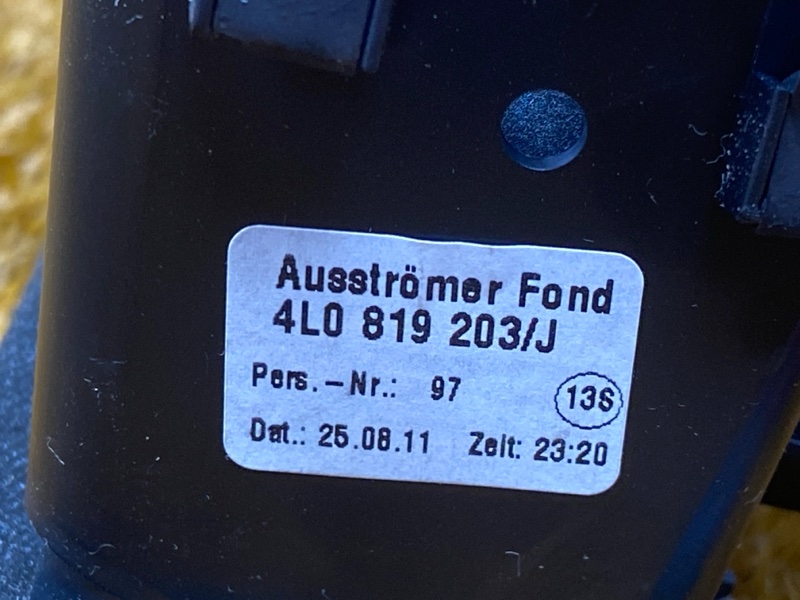 Ausströmer Fond
4L0 819 203/J
Pers.-Nr.: 97
13S
Dat.: 25.08.11 Zeit: 23:20